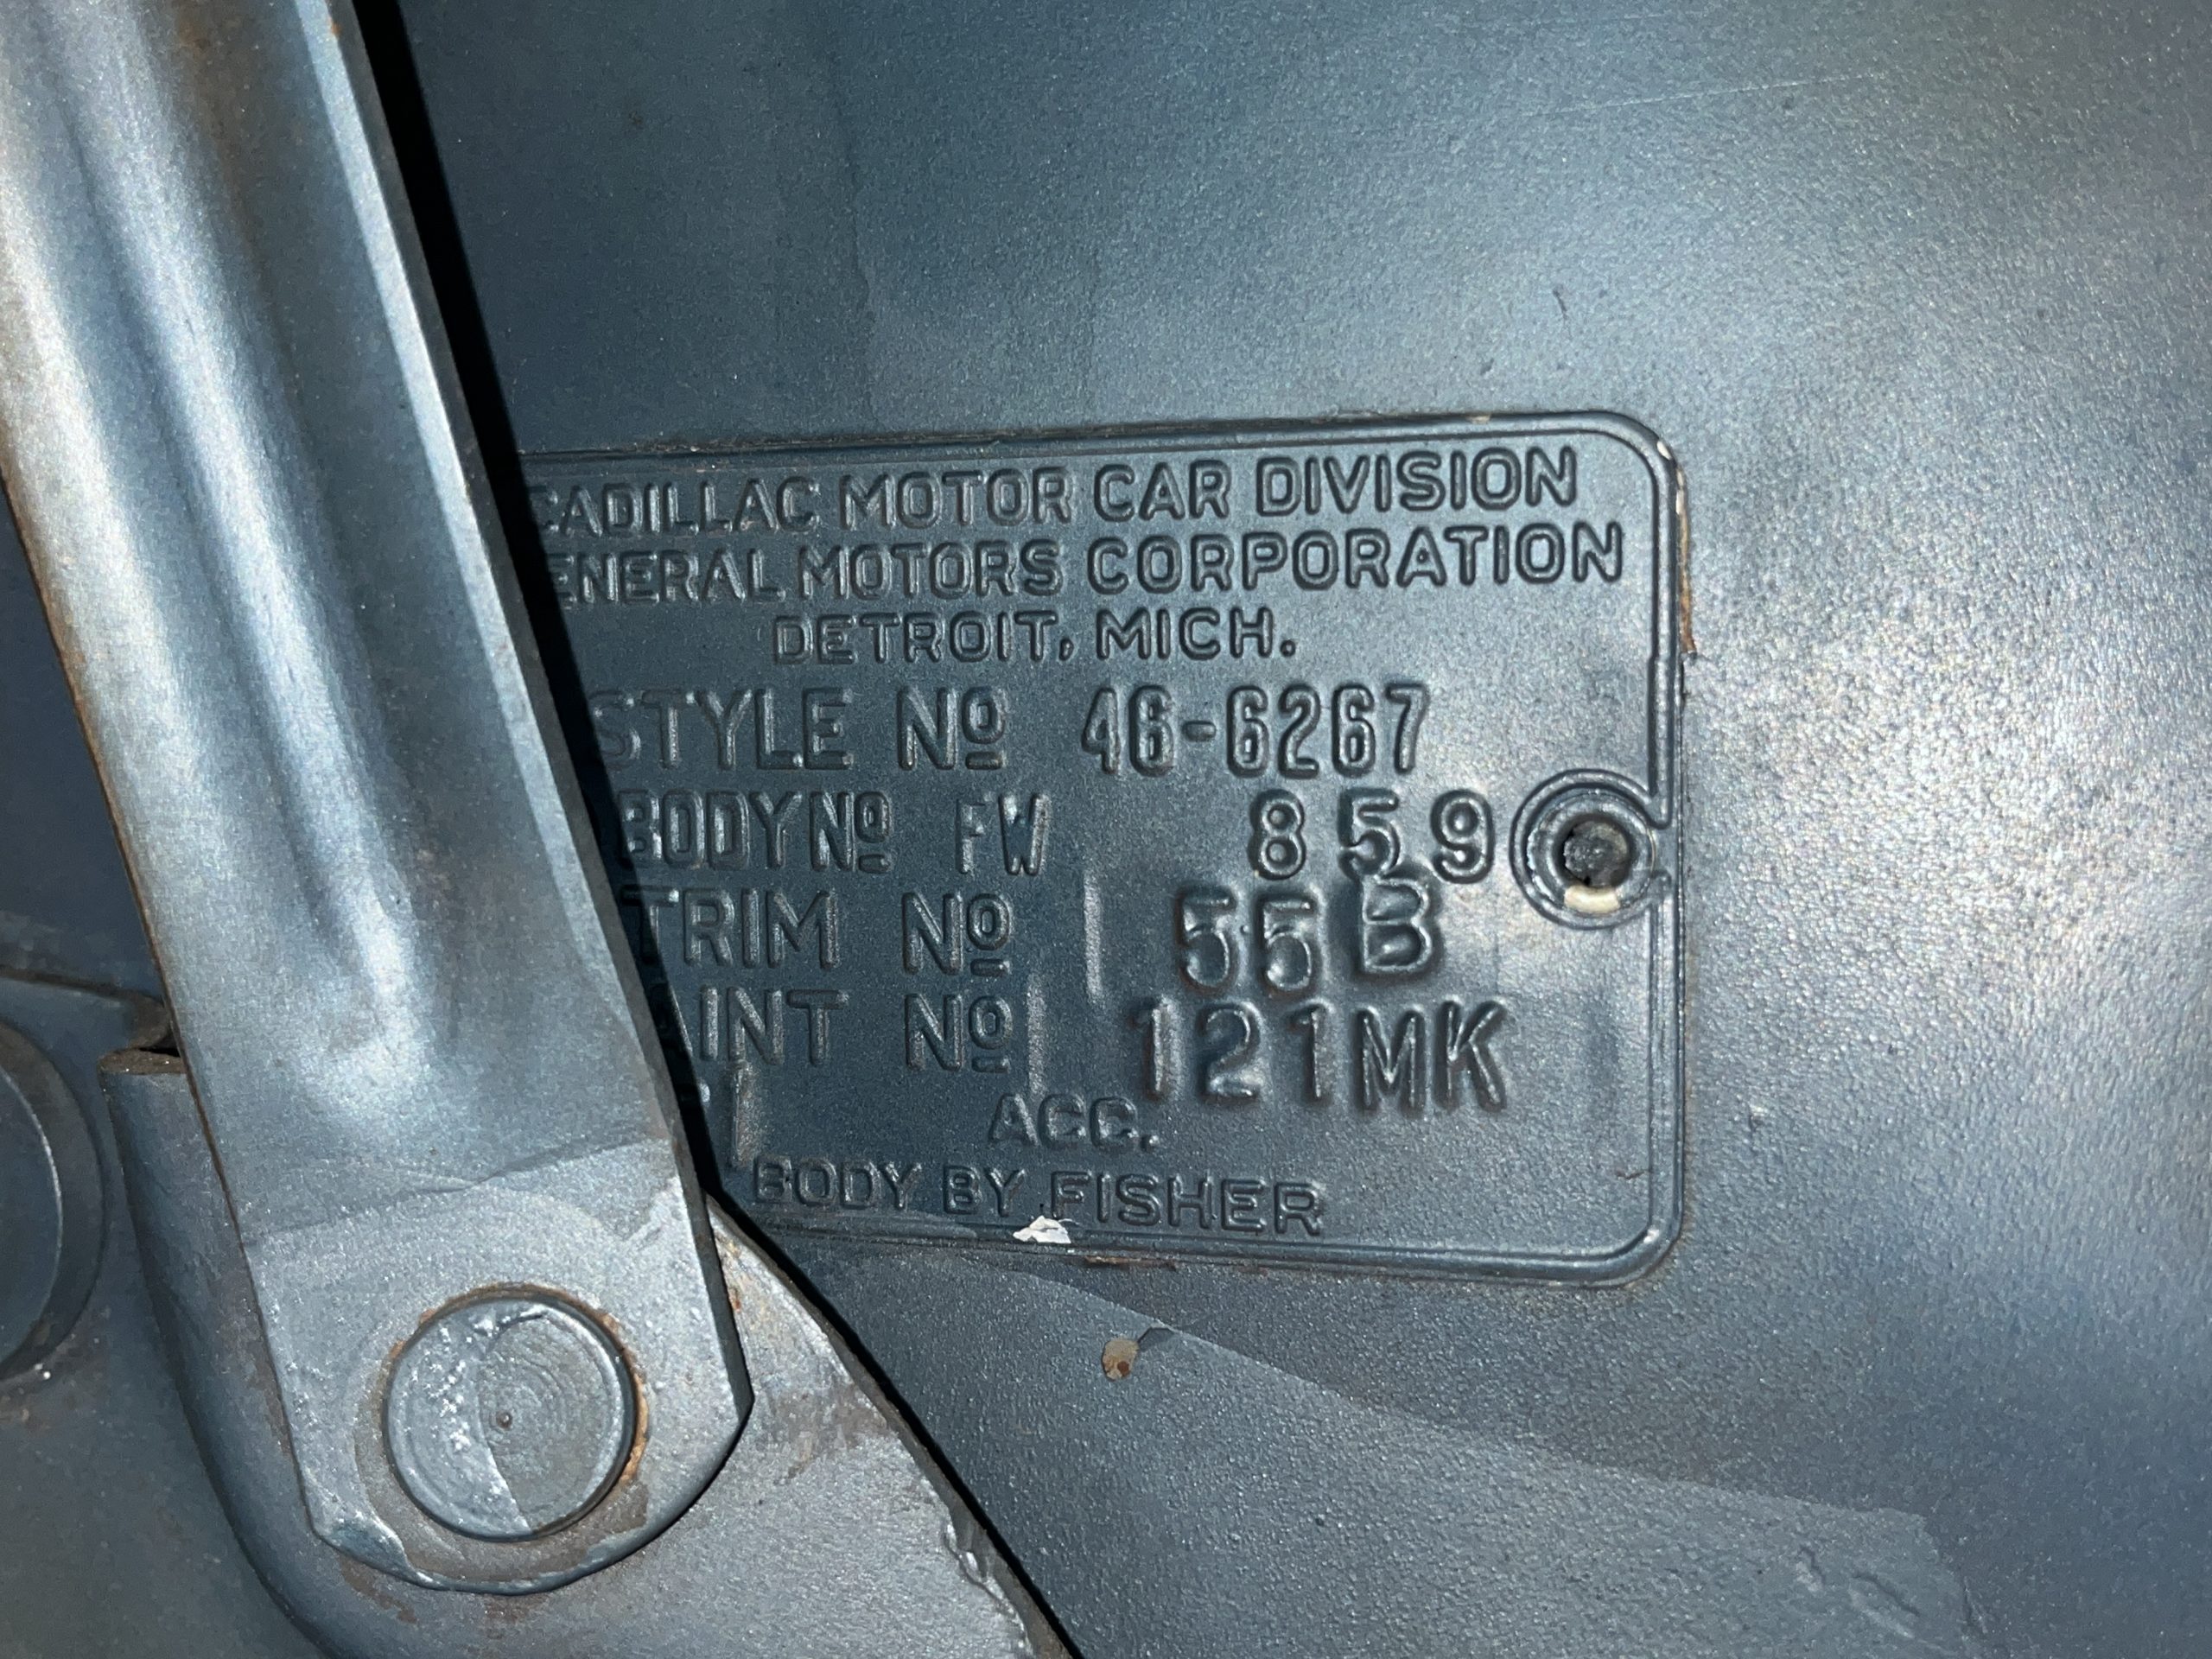 CADILLAC MOTOR CAR DIVISION
ENERAL MOTORS CORPORATION
DETROIT, MICH.
STYLE Nº 46-6267
BODY Nº FW 859
TRIM Nº 55B
AINT Nº 121MK
ACC.
BODY BY FISHER